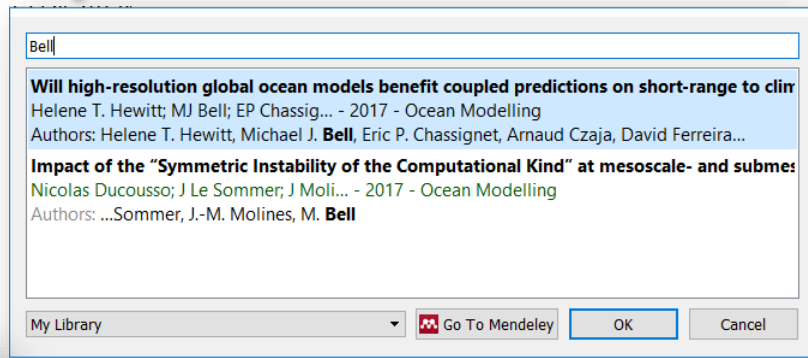 Bell
Will high-resolution global ocean models benefit coupled predictions on short-range to clim
Helene T. Hewitt; MJ Bell; EP Chassig... - 2017 - Ocean Modelling
Authors: Helene T. Hewitt, Michael J. Bell, Eric P. Chassignet, Arnaud Czaja, David Ferreira...
Impact of the “Symmetric Instability of the Computational Kind” at mesoscale- and submes
Nicolas Ducousso; J Le Sommer; J Moli... - 2017 - Ocean Modelling
Authors: ...Sommer, J.-M. Molines, M. Bell
My Library
Go To Mendeley
OK
Cancel